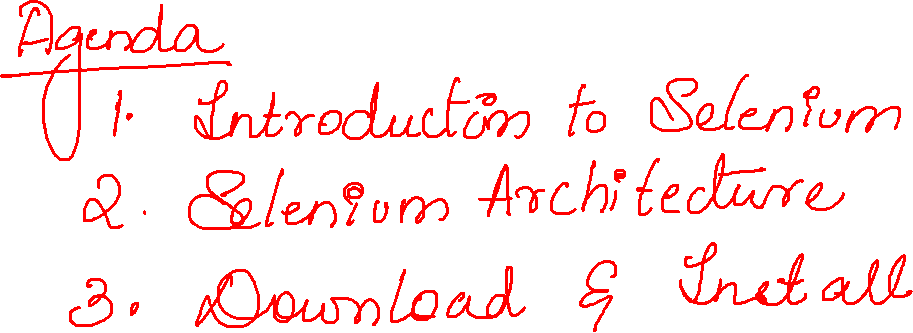 Agenda
1. Introduction to Selenium
2. Selenium Architecture
3. Download & Install